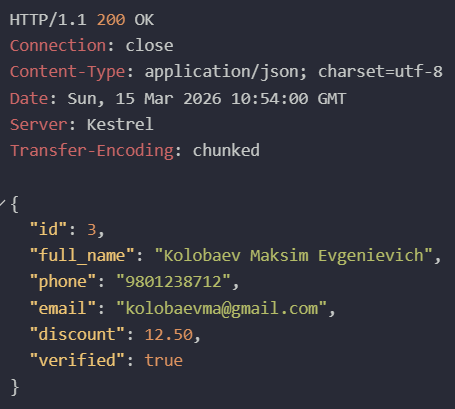 HTTP/1.1 200 OK
Connection: close
Content-Type: application/json; charset=utf-8
Date: Sun, 15 Mar 2026 10:54:00 GMT
Server: Kestrel
Transfer-Encoding: chunked
{
"id": 3,
"full_name": "Kolobaev Maksim Evgenievich",
"phone": "9801238712",
"email": "kolobaevma@gmail.com",
"discount": 12.50,
"verified": true
}